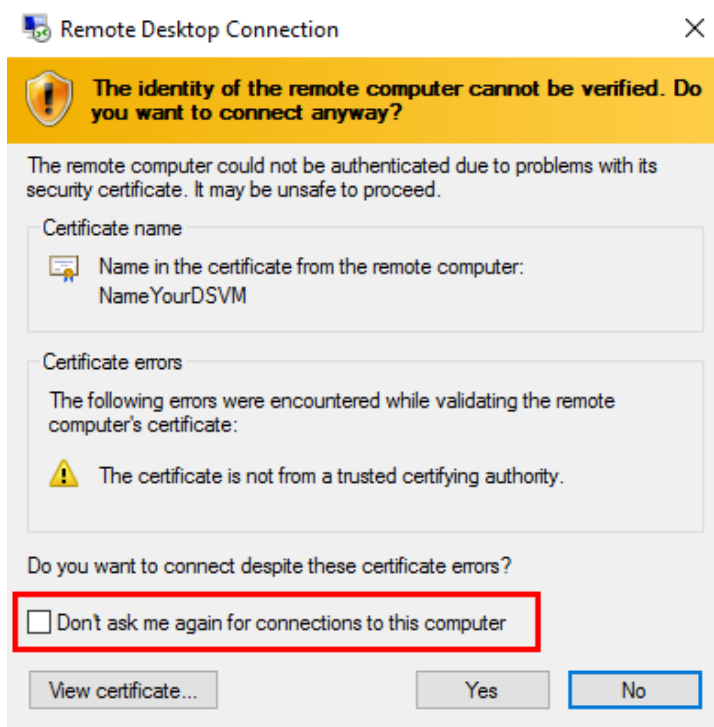 Remote Desktop Connection
The identity of the remote computer cannot be verified. Do
you want to connect anyway?
The remote computer could not be authenticated due to problems with its
security certificate. It may be unsafe to proceed.
Certificate name
Name in the certificate from the remote computer:
NameYourDSVM
Certificate errors
The following errors were encountered while validating the remote
computer's certificate:
The certificate is not from a trusted certifying authority.
Do you want to connect despite these certificate errors?
Don't ask me again for connections to this computer
View certificate...
Yes
No